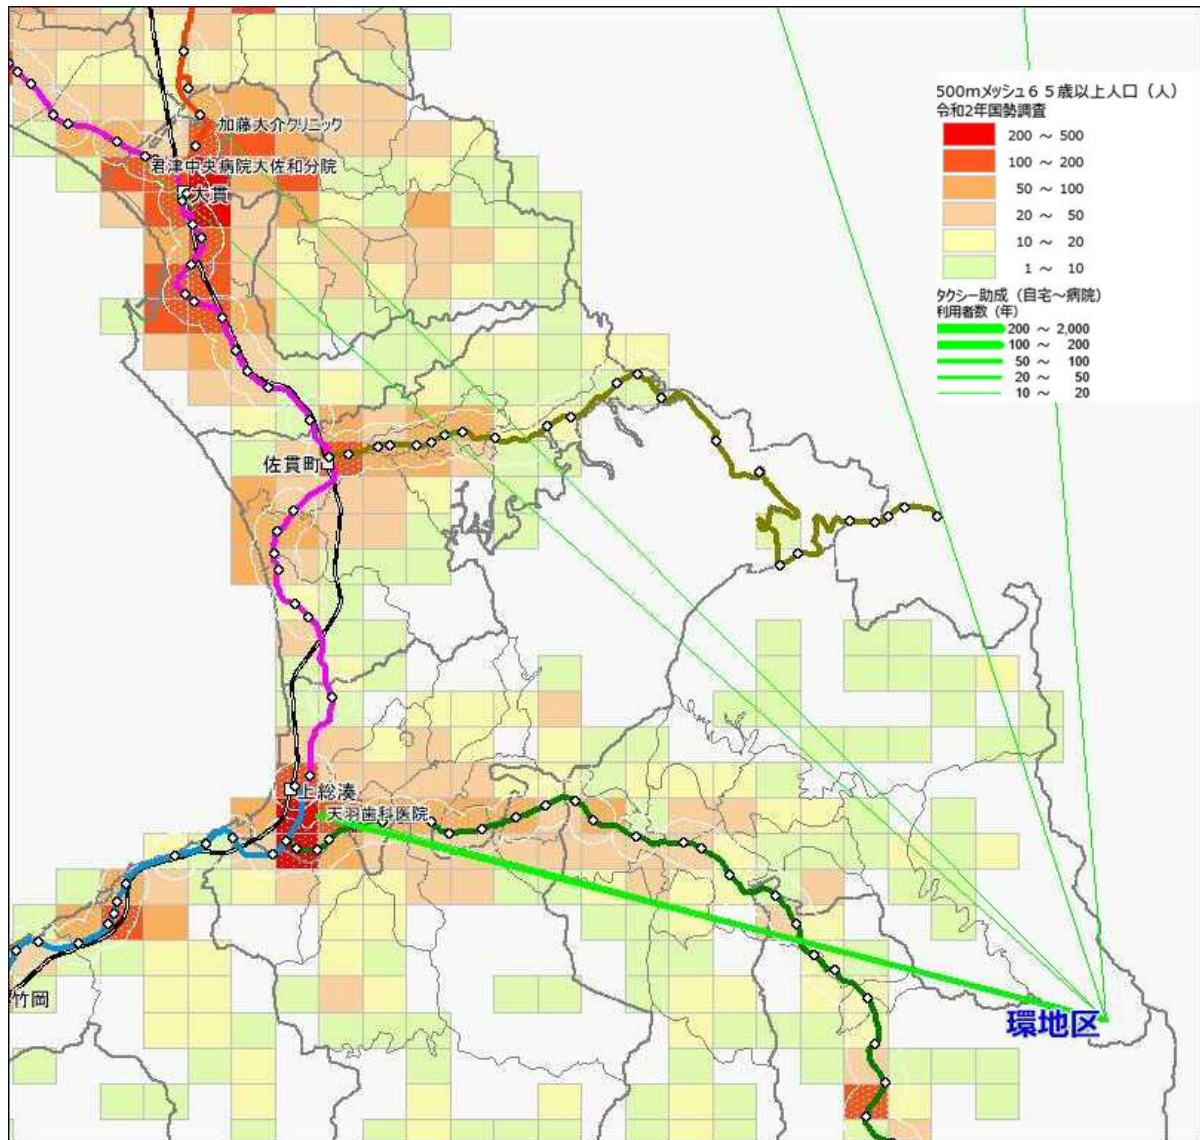 500mメッシュ65歳以上人口（人）
令和2年国勢調査
200 ～ 500
100 ～ 200
50 ～ 100
20 ～ 50
10 ～ 20
1 ～ 10
タクシー助成（自宅～病院）
利用者数（年）
200 ～ 2,000
100 ～ 200
50 ～ 100
20 ～ 50
10 ～ 20
加藤大介クリニック
君津中央病院大佐和分院
大貫
佐貫町
上総湊
天羽歯科医院
竹岡
環地区